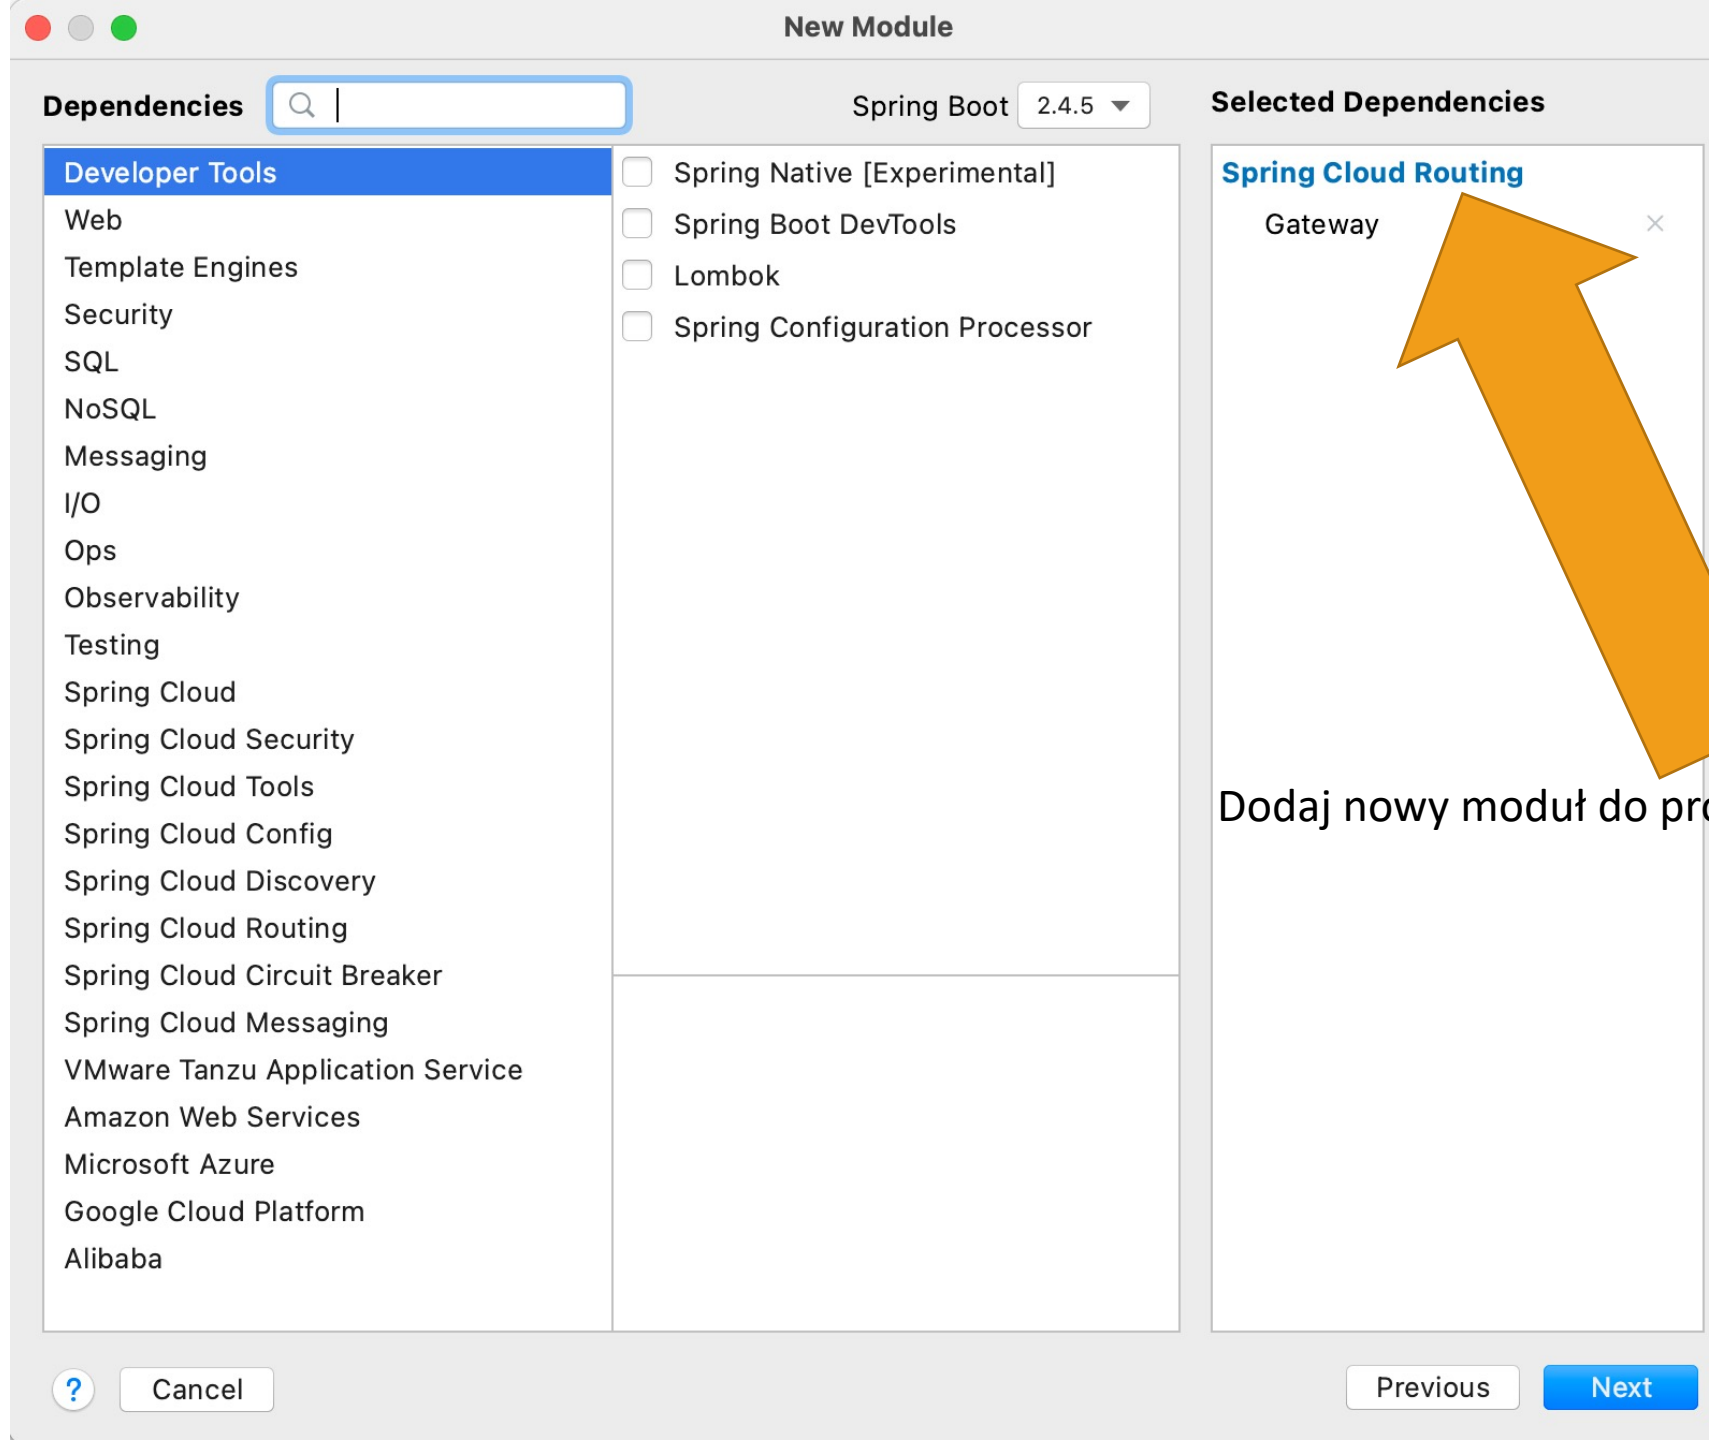 New Module
Dependencies
Spring Boot 2.4.5
Selected Dependencies
Developer Tools
Web
Template Engines
Security
SQL
NoSQL
Messaging
I/O
Ops
Observability
Testing
Spring Cloud
Spring Cloud Security
Spring Cloud Tools
Spring Cloud Config
Spring Cloud Discovery
Spring Cloud Routing
Spring Cloud Circuit Breaker
Spring Cloud Messaging
VMware Tanzu Application Service
Amazon Web Services
Microsoft Azure
Google Cloud Platform
Alibaba
Spring Native [Experimental]
Spring Boot DevTools
Lombok
Spring Configuration Processor
Spring Cloud Routing
Gateway
Dodaj nowy moduł do
? Cancel
Previous
Next